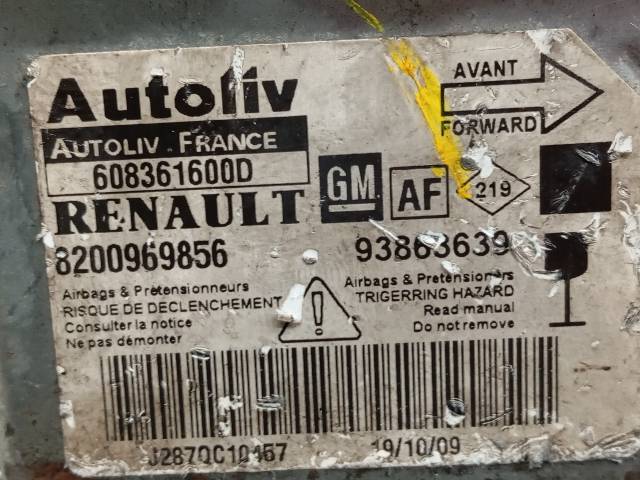 Autoliv
AVANT
FORWARD
AUTOLIV FRANCE
608361600D
RENAULT
GM
AF
219
8200969856
93863639
Airbags & Prétensionneurs
RISQUE DE DECLENCHEMENT
Consulter la notice
Ne pas démonter
Airbags & Pretensioners
TRIGERRING HAZARD
Read manual
Do not remove
!
19/10/09